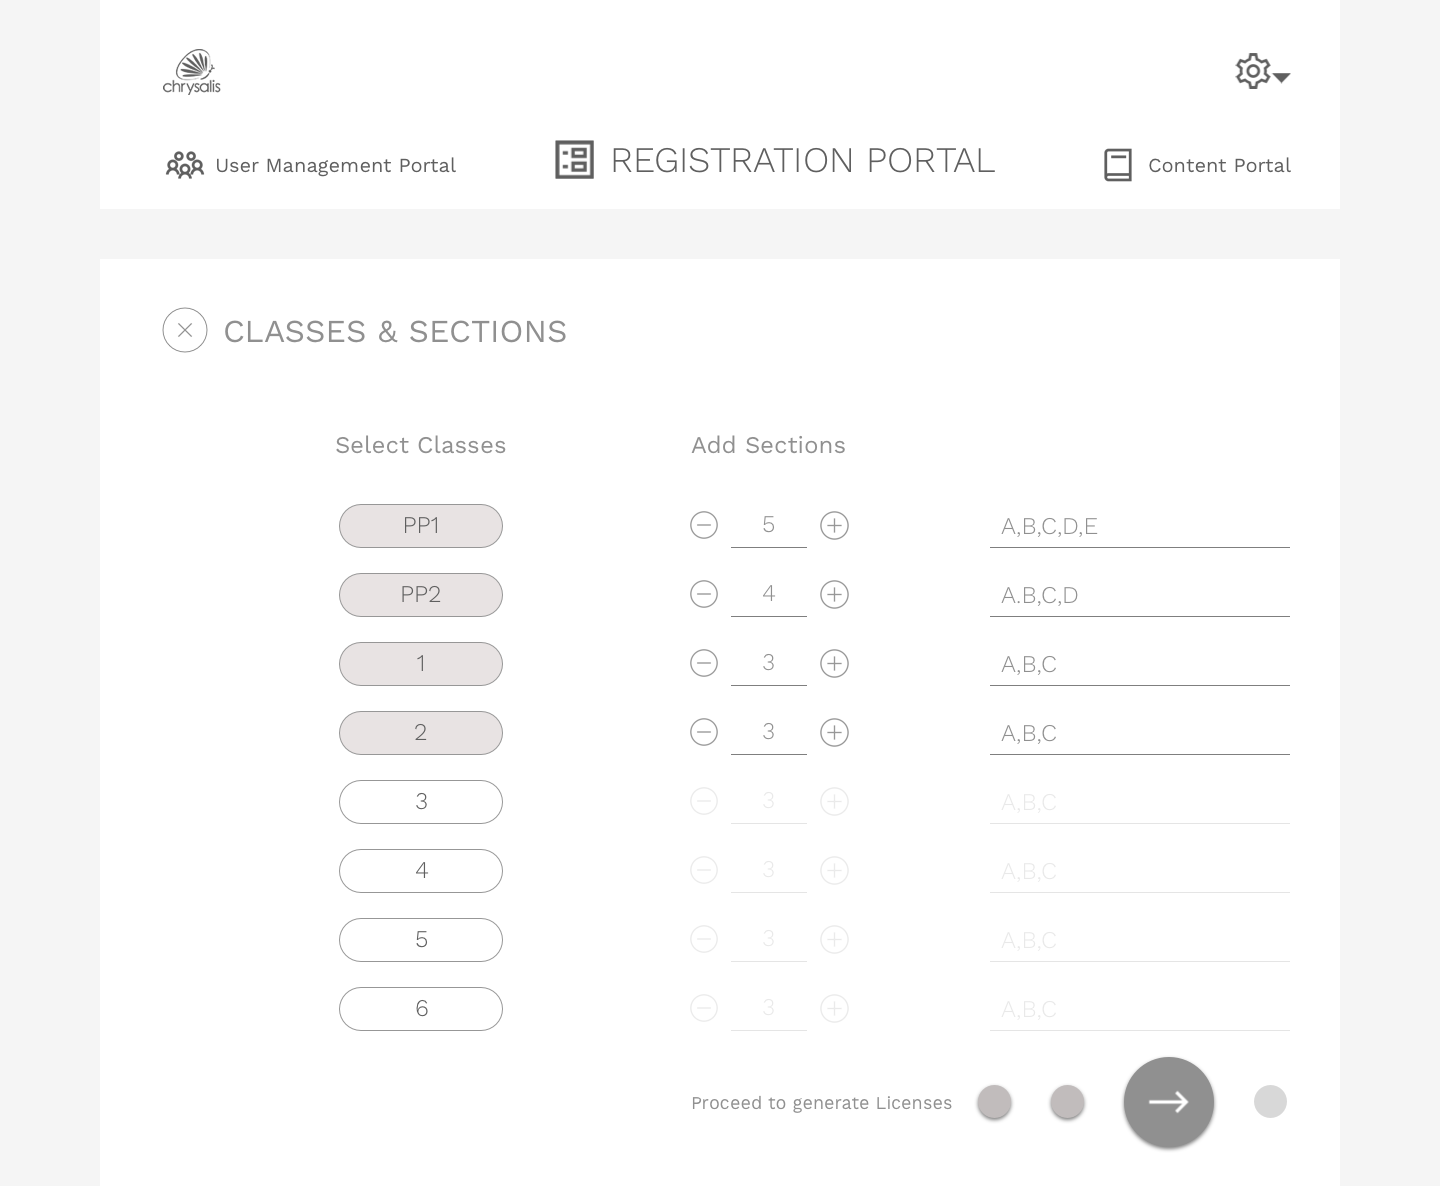 chrysalis
User Management Portal
REGISTRATION PORTAL
Content Portal
CLASSES & SECTIONS
Select Classes
Add Sections
PP1 5 A,B,C,D,E
PP2 4 A.B,C,D
1 3 A,B,C
2 3 A,B,C
3 3 A,B,C
4 3 A,B,C
5 3 A,B,C
6 3 A,B,C
Proceed to generate Licenses